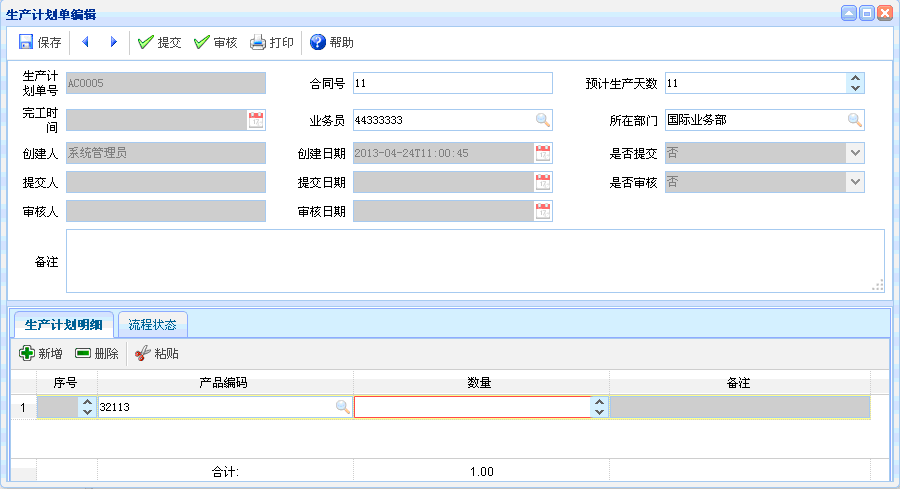 生产计划单编辑
保存 提交 审核 打印 帮助
生产计划单号 AC0005 合同号 11 预计生产天数 11
完工时间 业务员 44333333 所在部门 国际业务部
创建人 系统管理员 创建日期 2013-04-24T11:00:45 是否提交 否
提交人 提交日期 是否审核 否
审核人 审核日期
备注
生产计划明细 流程状态
新增 删除 粘贴
序号 产品编码 数量 备注
1 32113
合计: 1.00